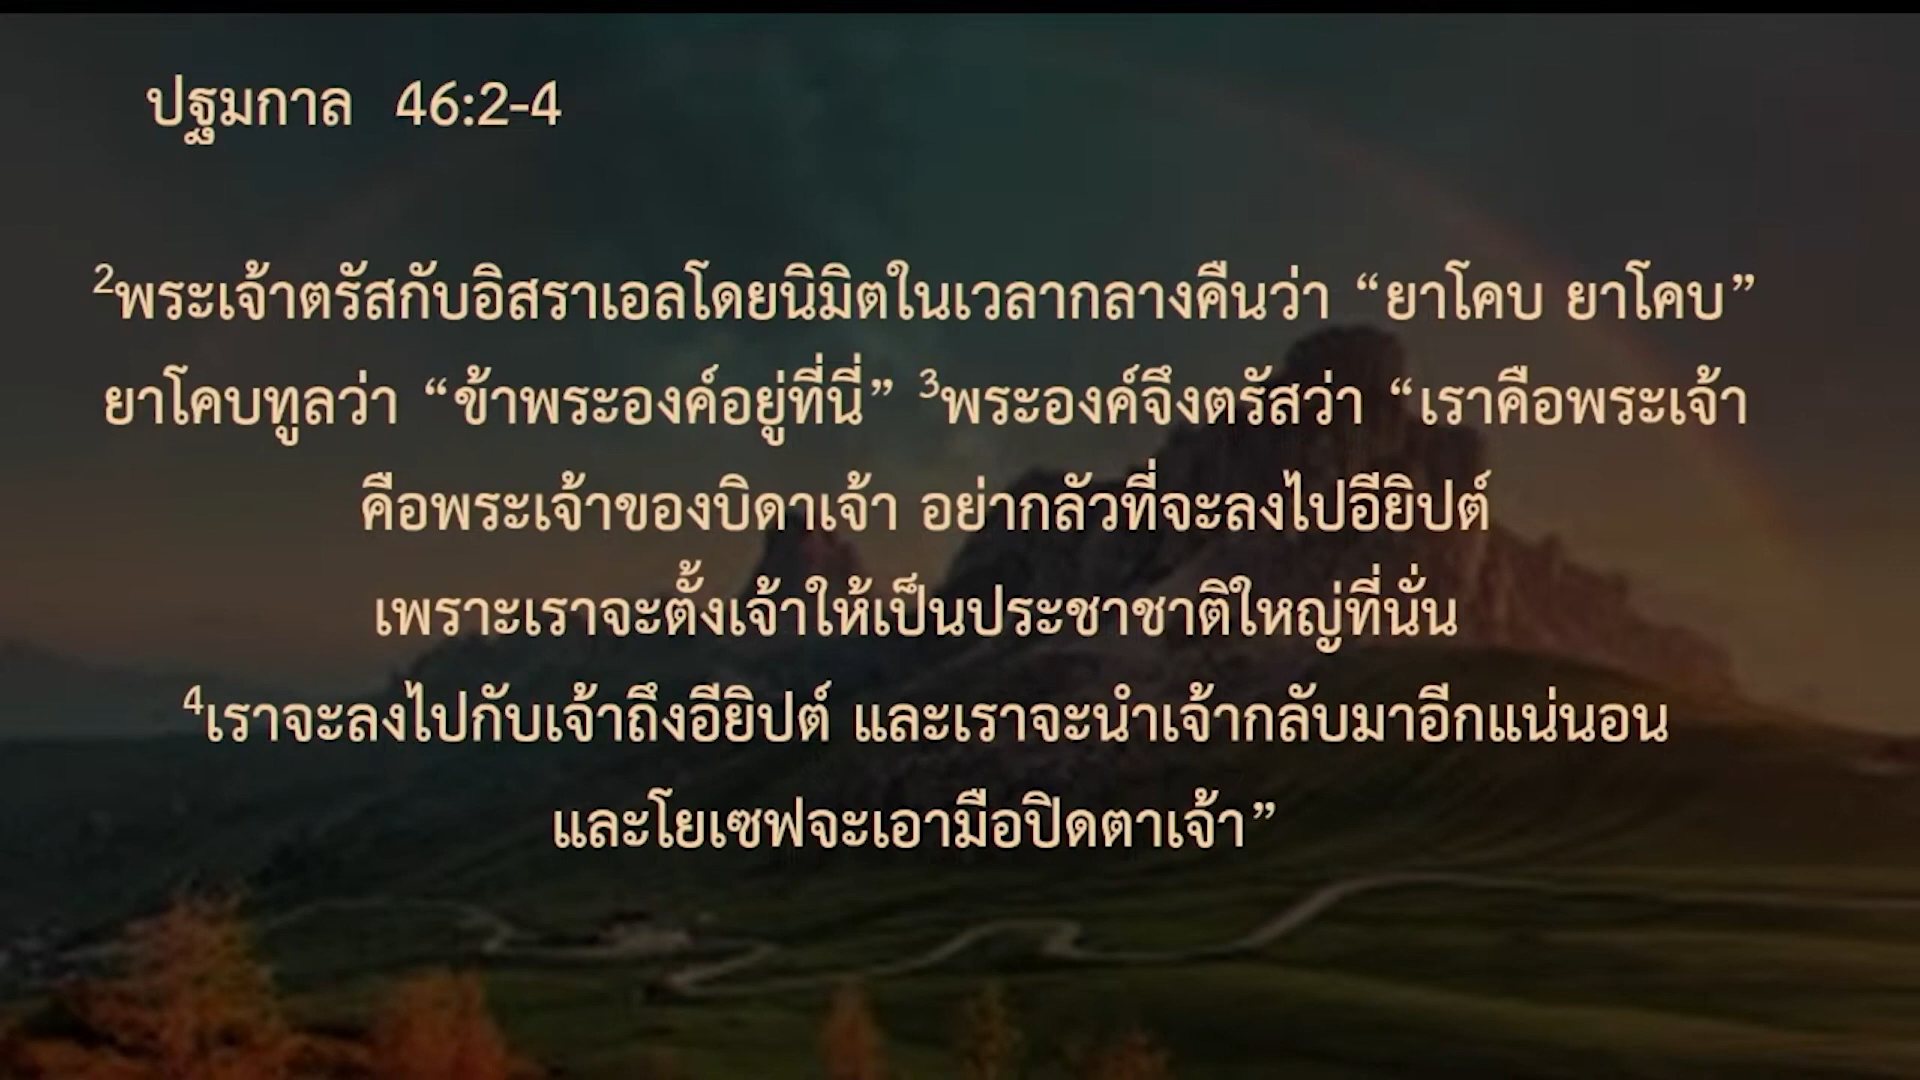 ปฐมกาล 46:2-4
²พระเจ้าตรัสกับอิสราเอลโดยนิมิตในเวลากลางคืนว่า “ยาโคบ ยาโคบ”
ยาโคบทูลว่า “ข้าพระองค์อยู่ที่นี่” ³พระองค์จึงตรัสว่า “เราคือพระเจ้า
คือพระเจ้าของบิดาเจ้า อย่ากลัวที่จะลงไปอียิปต์
เพราะเราจะตั้งเจ้าให้เป็นประชาชาติใหญ่ที่นั่น
⁴เราจะลงไปกับเจ้าถึงอียิปต์ และเราจะนำเจ้ากลับมาอีกแน่นอน
และโยเซฟจะเอามือปิดตาเจ้า”